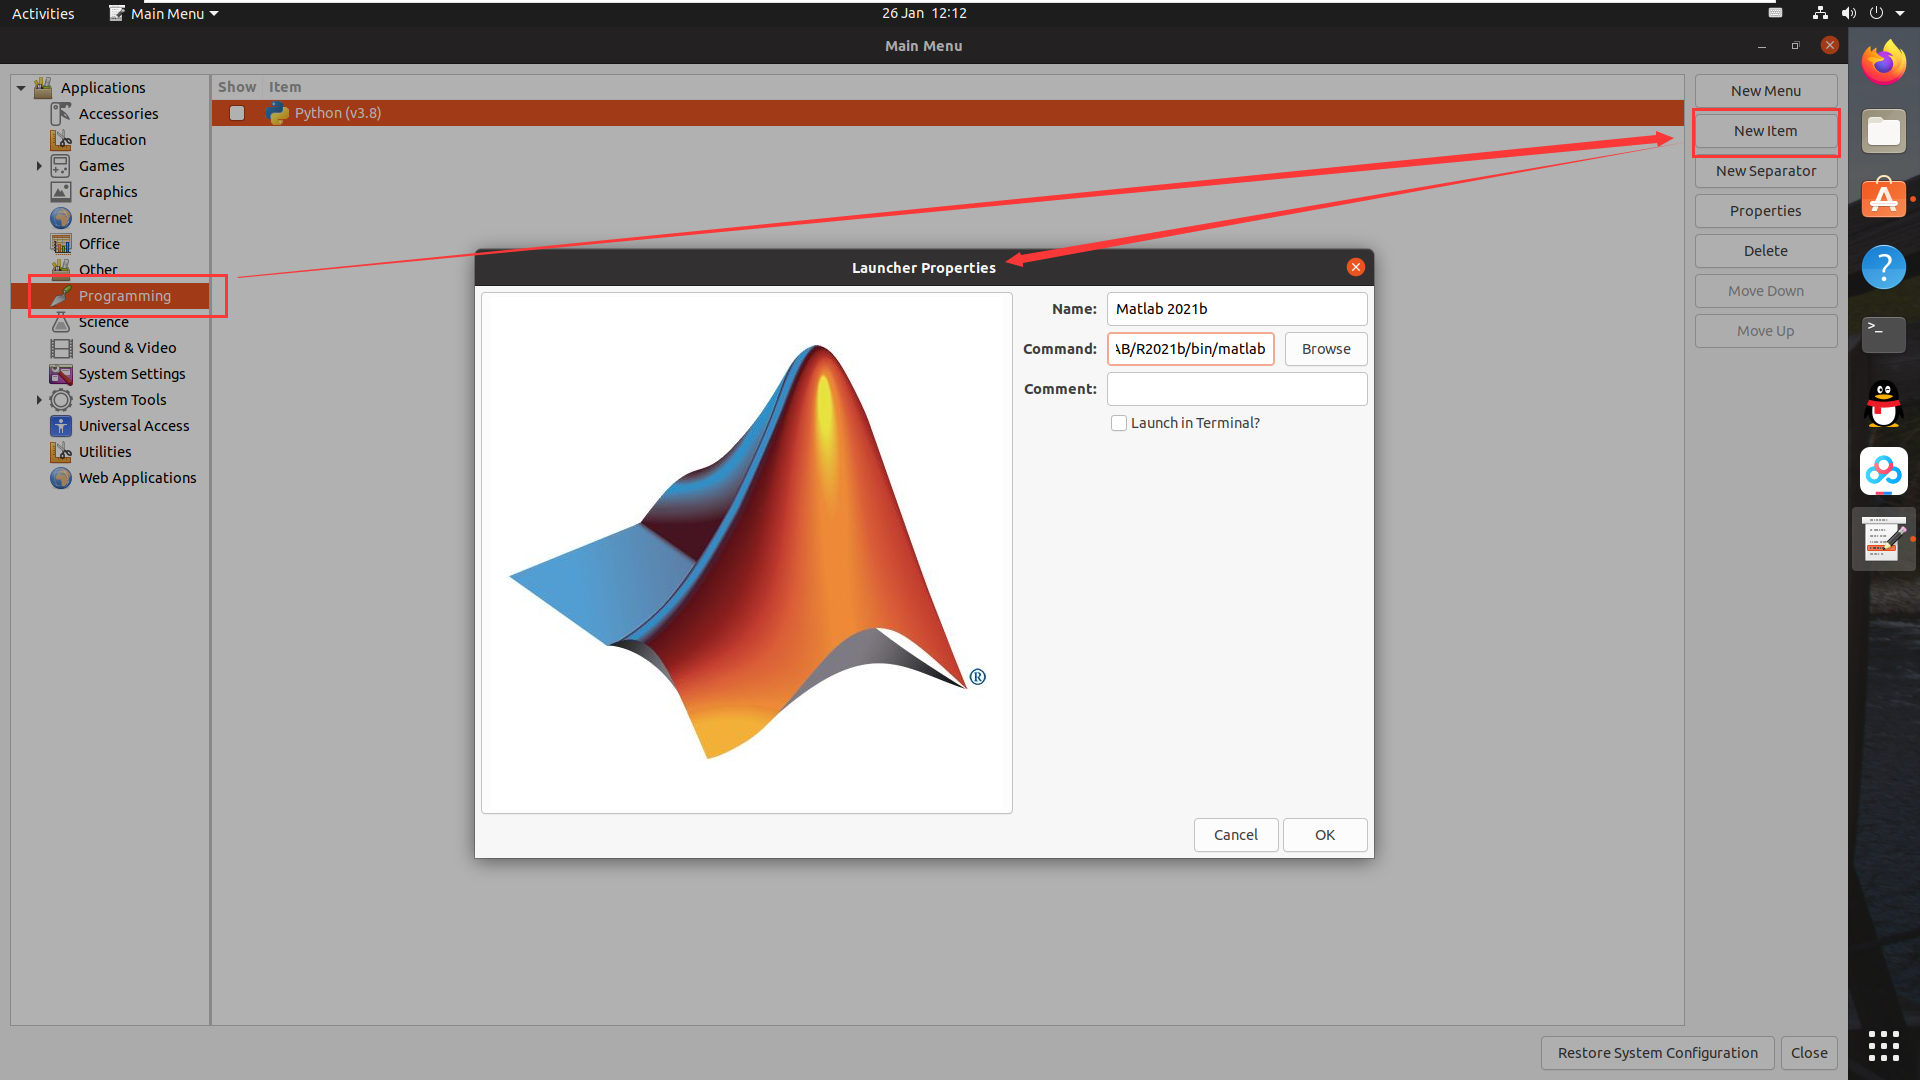 Activities
Main Menu
26 Jan 12:12
Main Menu
Applications
Accessories
Education
Games
Graphics
Internet
Office
Other
Programming
Science
Sound & Video
System Settings
System Tools
Universal Access
Utilities
Web Applications
Show Item
Python (v3.8)
New Menu
New Item
New Separator
Properties
Delete
Move Down
Move Up
Launcher Properties
®
Name: Matlab 2021b
Command: AB/R2021b/bin/matlab Browse
Comment:
Launch in Terminal?
Cancel OK
Restore System Configuration Close